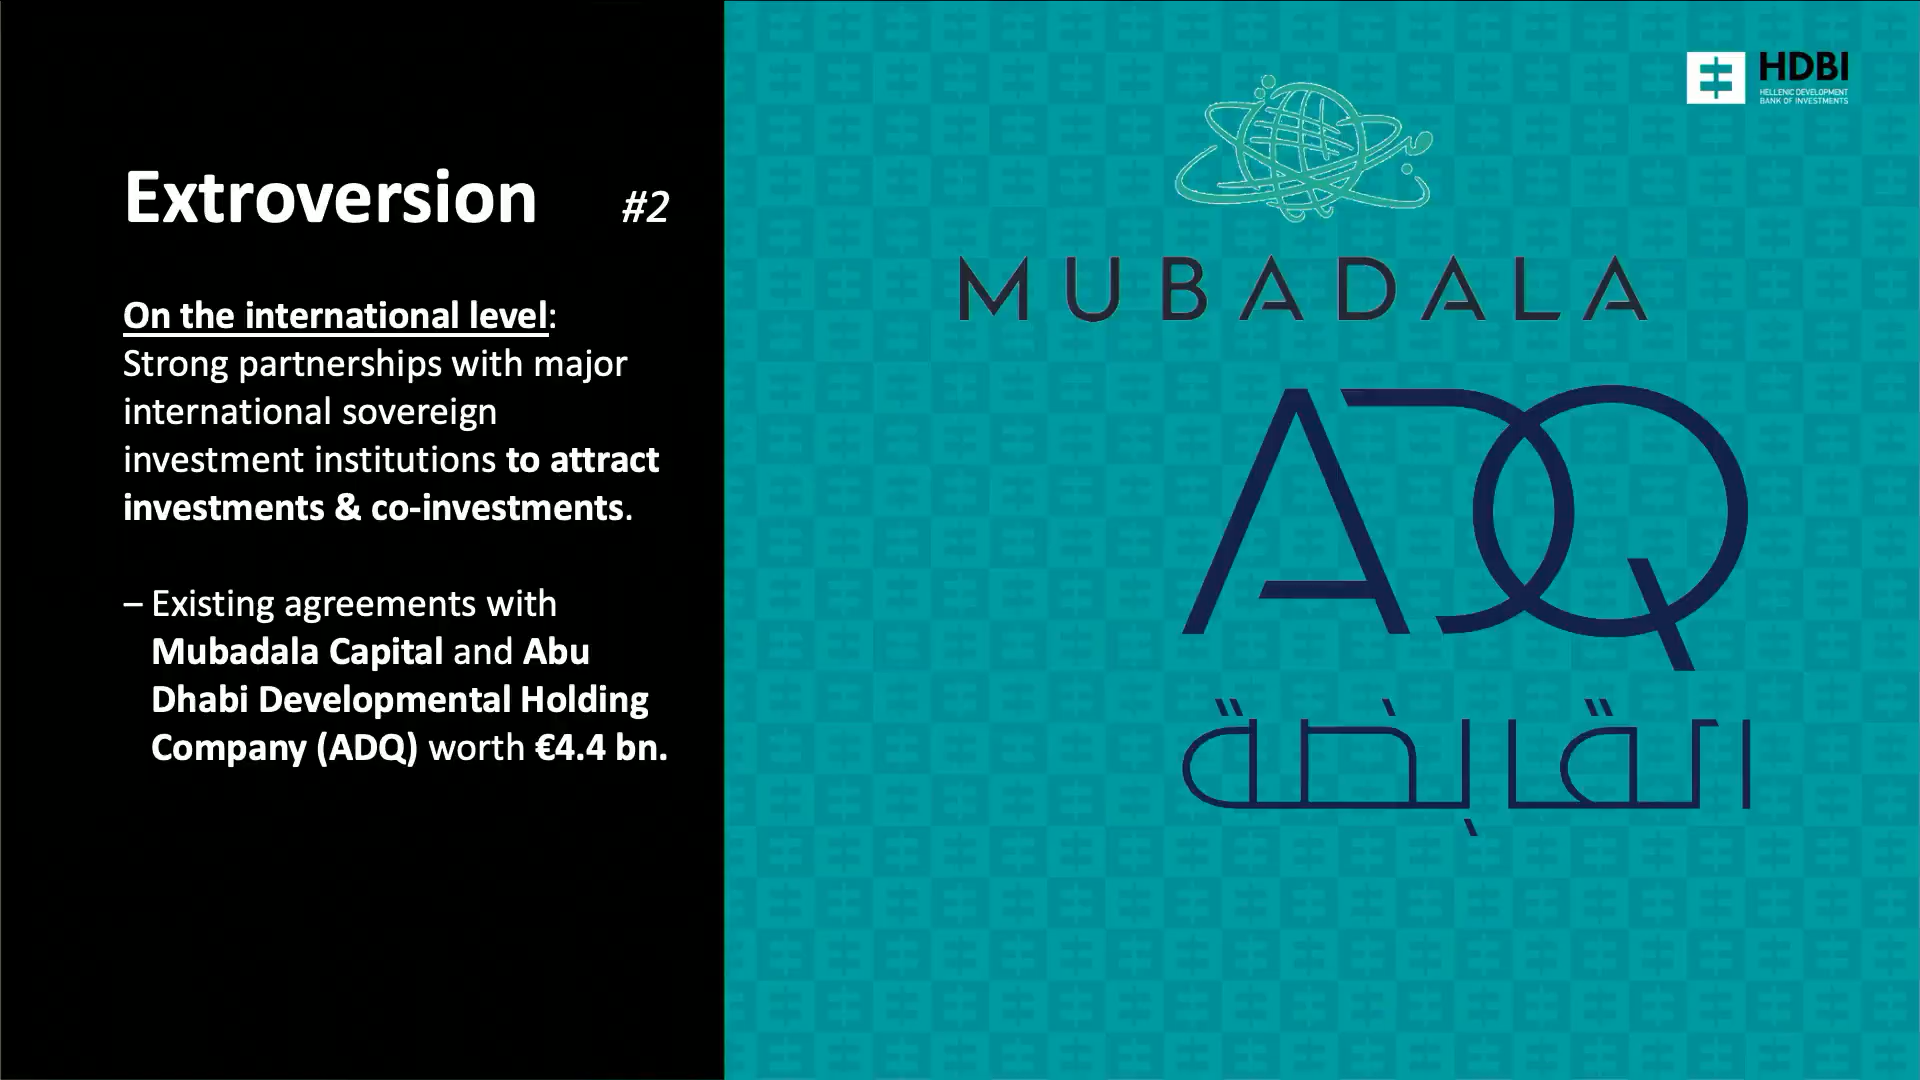 Extroversion #2
On the international level:
Strong partnerships with major
international sovereign
investment institutions to attract
investments & co-investments.
– Existing agreements with
Mubadala Capital and Abu
Dhabi Developmental Holding
Company (ADQ) worth €4.4 bn.
HDBI
HELLENIC DEVELOPMENT
BANK OF INVESTMENTS
MUBADALA
ADQ
القابضة